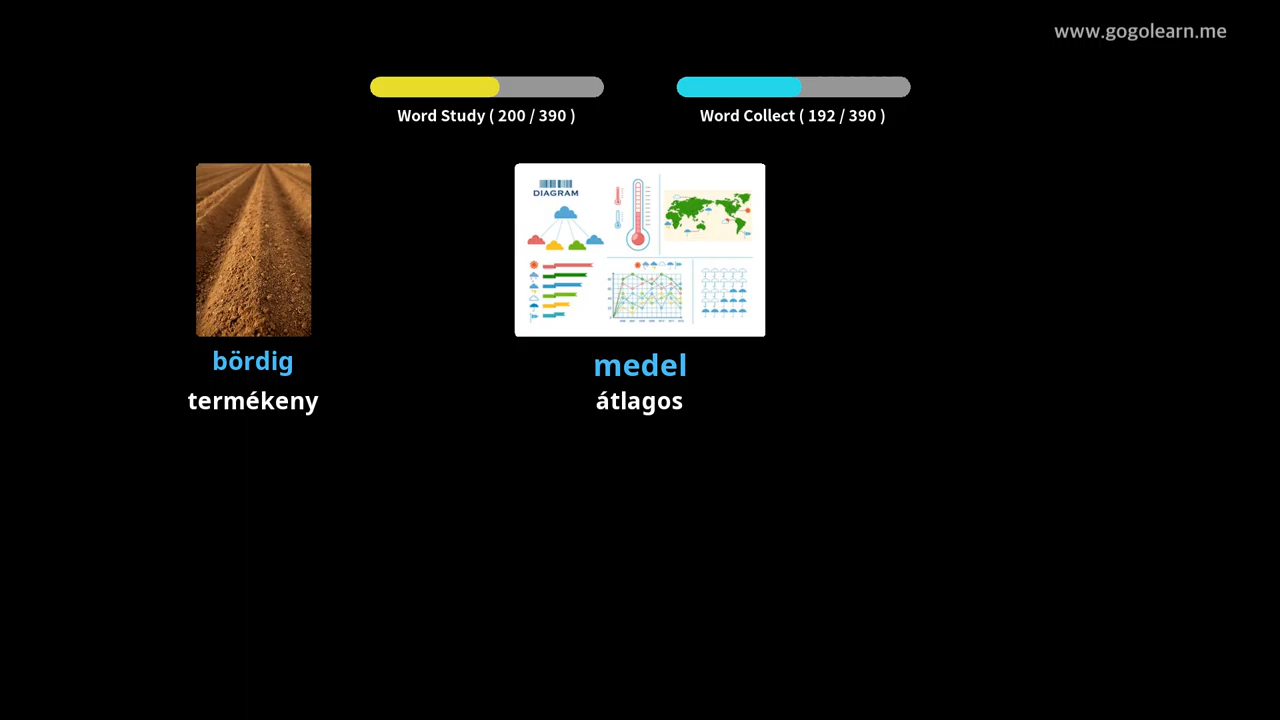 www.gogolearn.me
Word Study ( 200 / 390 )
Word Collect ( 192 / 390 )
DIAGRAM
bördig
medel
termékeny
átlagos